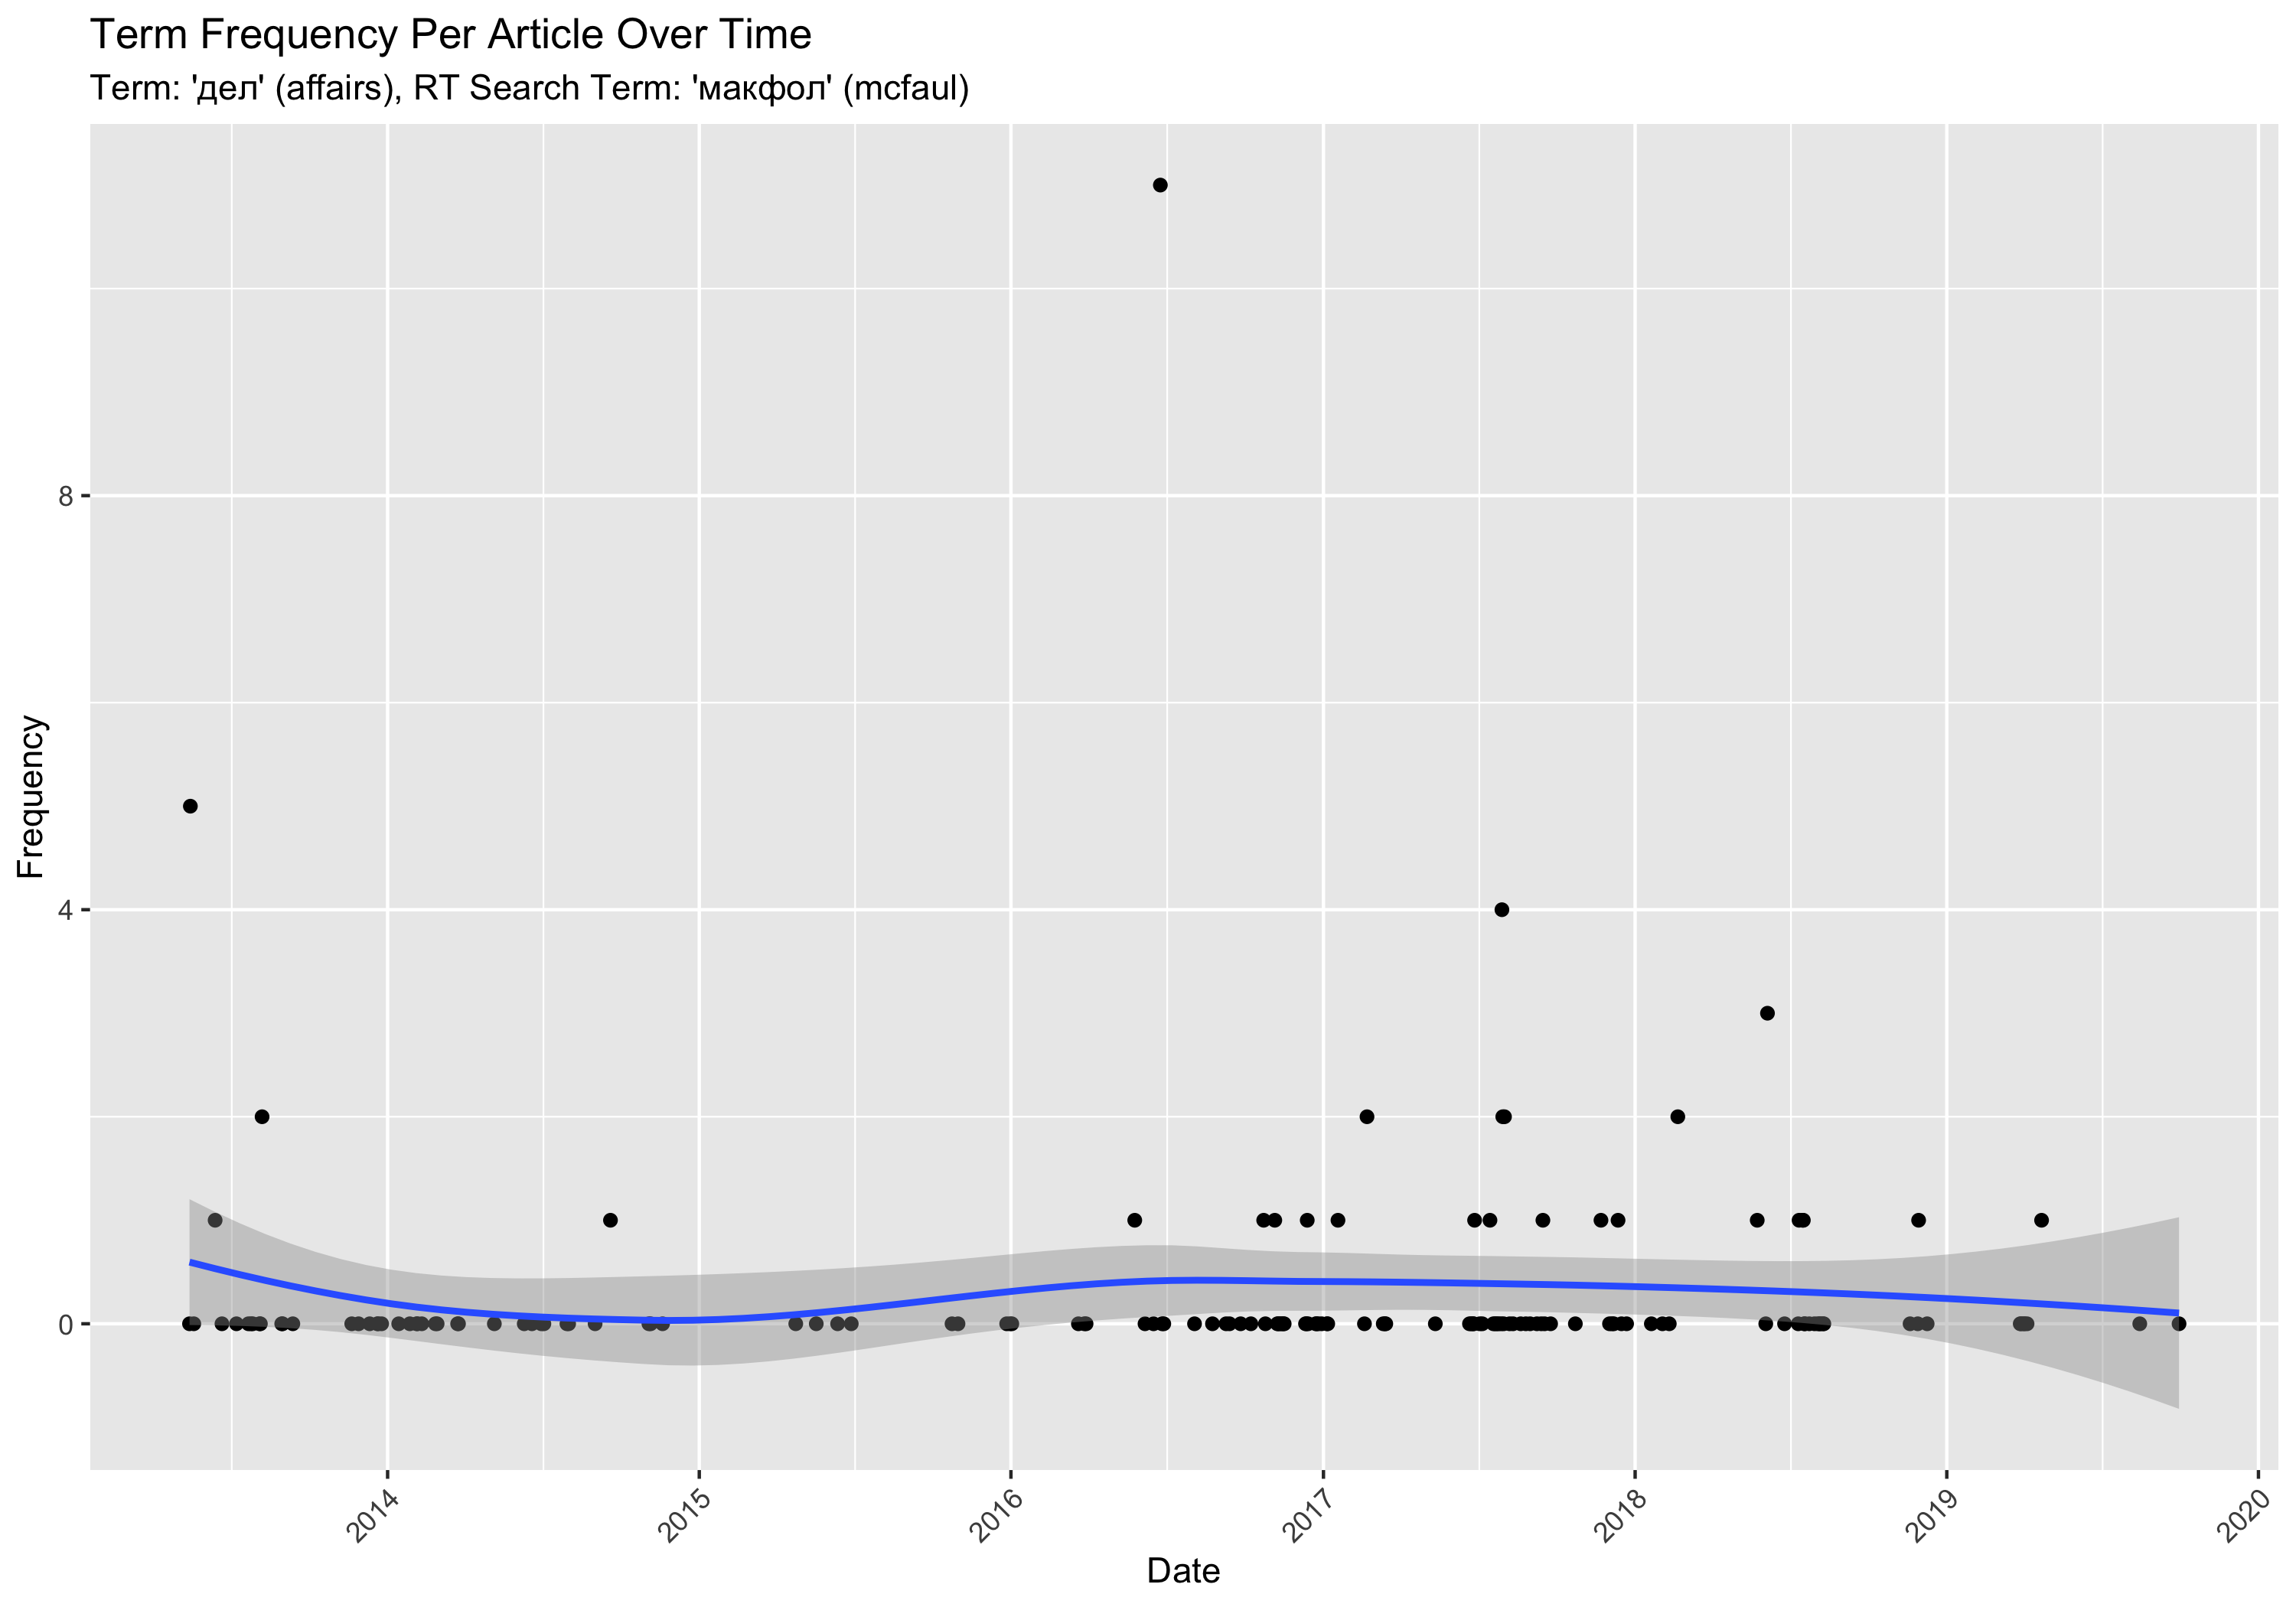 Term Frequency Per Article Over Time
Term: 'дел' (affairs), RT Search Term: 'макфол' (mcfaul)
Frequency
8
4
0
2014
2015
2016
2017
2018
2019
2020
Date